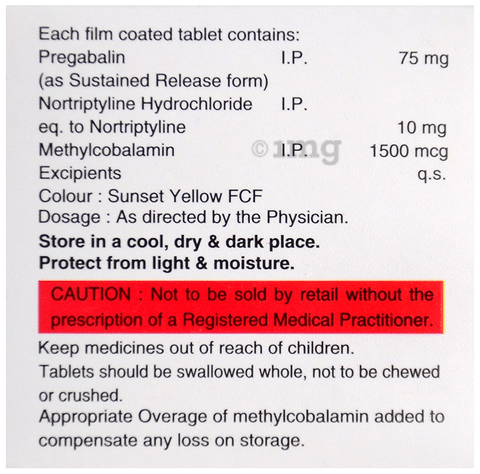 Each film coated tablet contains:
Pregabalin I.P. 75 mg
(as Sustained Release form)
Nortriptyline Hydrochloride I.P.
eq. to Nortriptyline 10 mg
Methylcobalamin I.P. 1500 mcg
©1mg
Excipients q.s.
Colour : Sunset Yellow FCF
Dosage : As directed by the Physician.
Store in a cool, dry & dark place.
Protect from light & moisture.
CAUTION : Not to be sold by retail without the
prescription of a Registered Medical Practitioner.
Keep medicines out of reach of children.
Tablets should be swallowed whole, not to be chewed
or crushed.
Appropriate Overage of methylcobalamin added to
compensate any loss on storage.